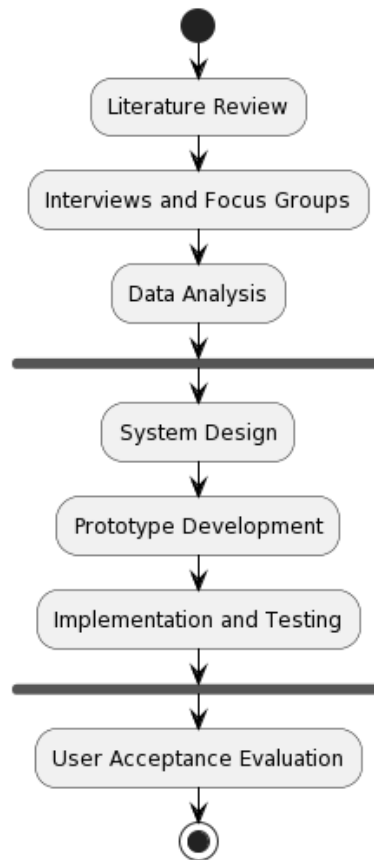 Literature Review
Interviews and Focus Groups
Data Analysis
System Design
Prototype Development
Implementation and Testing
User Acceptance Evaluation